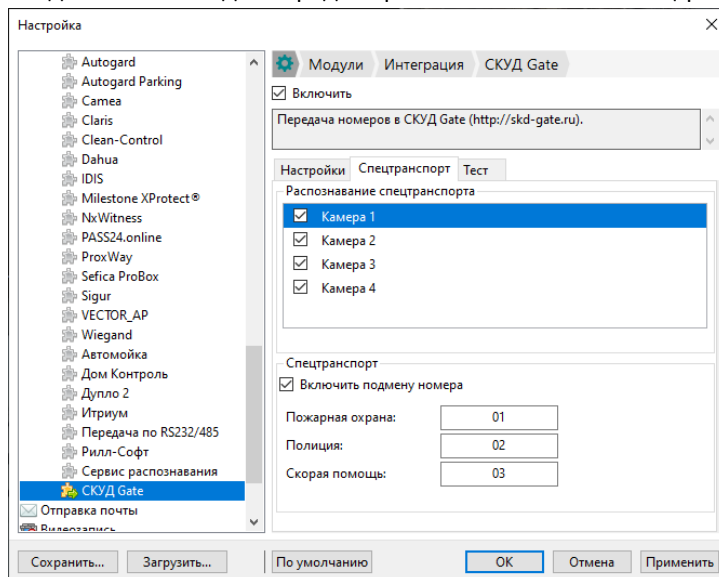 Настройка
Autogard
Autogard Parking
Camea
Claris
Clean-Control
Dahua
IDIS
Milestone XProtect®
NxWitness
PASS24.online
ProxWay
Sefica ProBox
Sigur
VECTOR_AP
Wiegand
Автомойка
Дом Контроль
Дупло 2
Итриум
Передача по RS232/485
Рилл-Софт
Сервис распознавания
СКУД Gate
Отправка почты
Видеозапись
Модули Интеграция СКУД Gate
Включить
Передача номеров в СКУД Gate (http://skd-gate.ru).
Настройки Спецтранспорт Тест
Распознавание спецтранспорта
Камера 1
Камера 2
Камера 3
Камера 4
Спецтранспорт
Включить подмену номера
Пожарная охрана: 01
Полиция: 02
Скорая помощь: 03
Сохранить... Загрузить... По умолчанию OK Отмена Применить